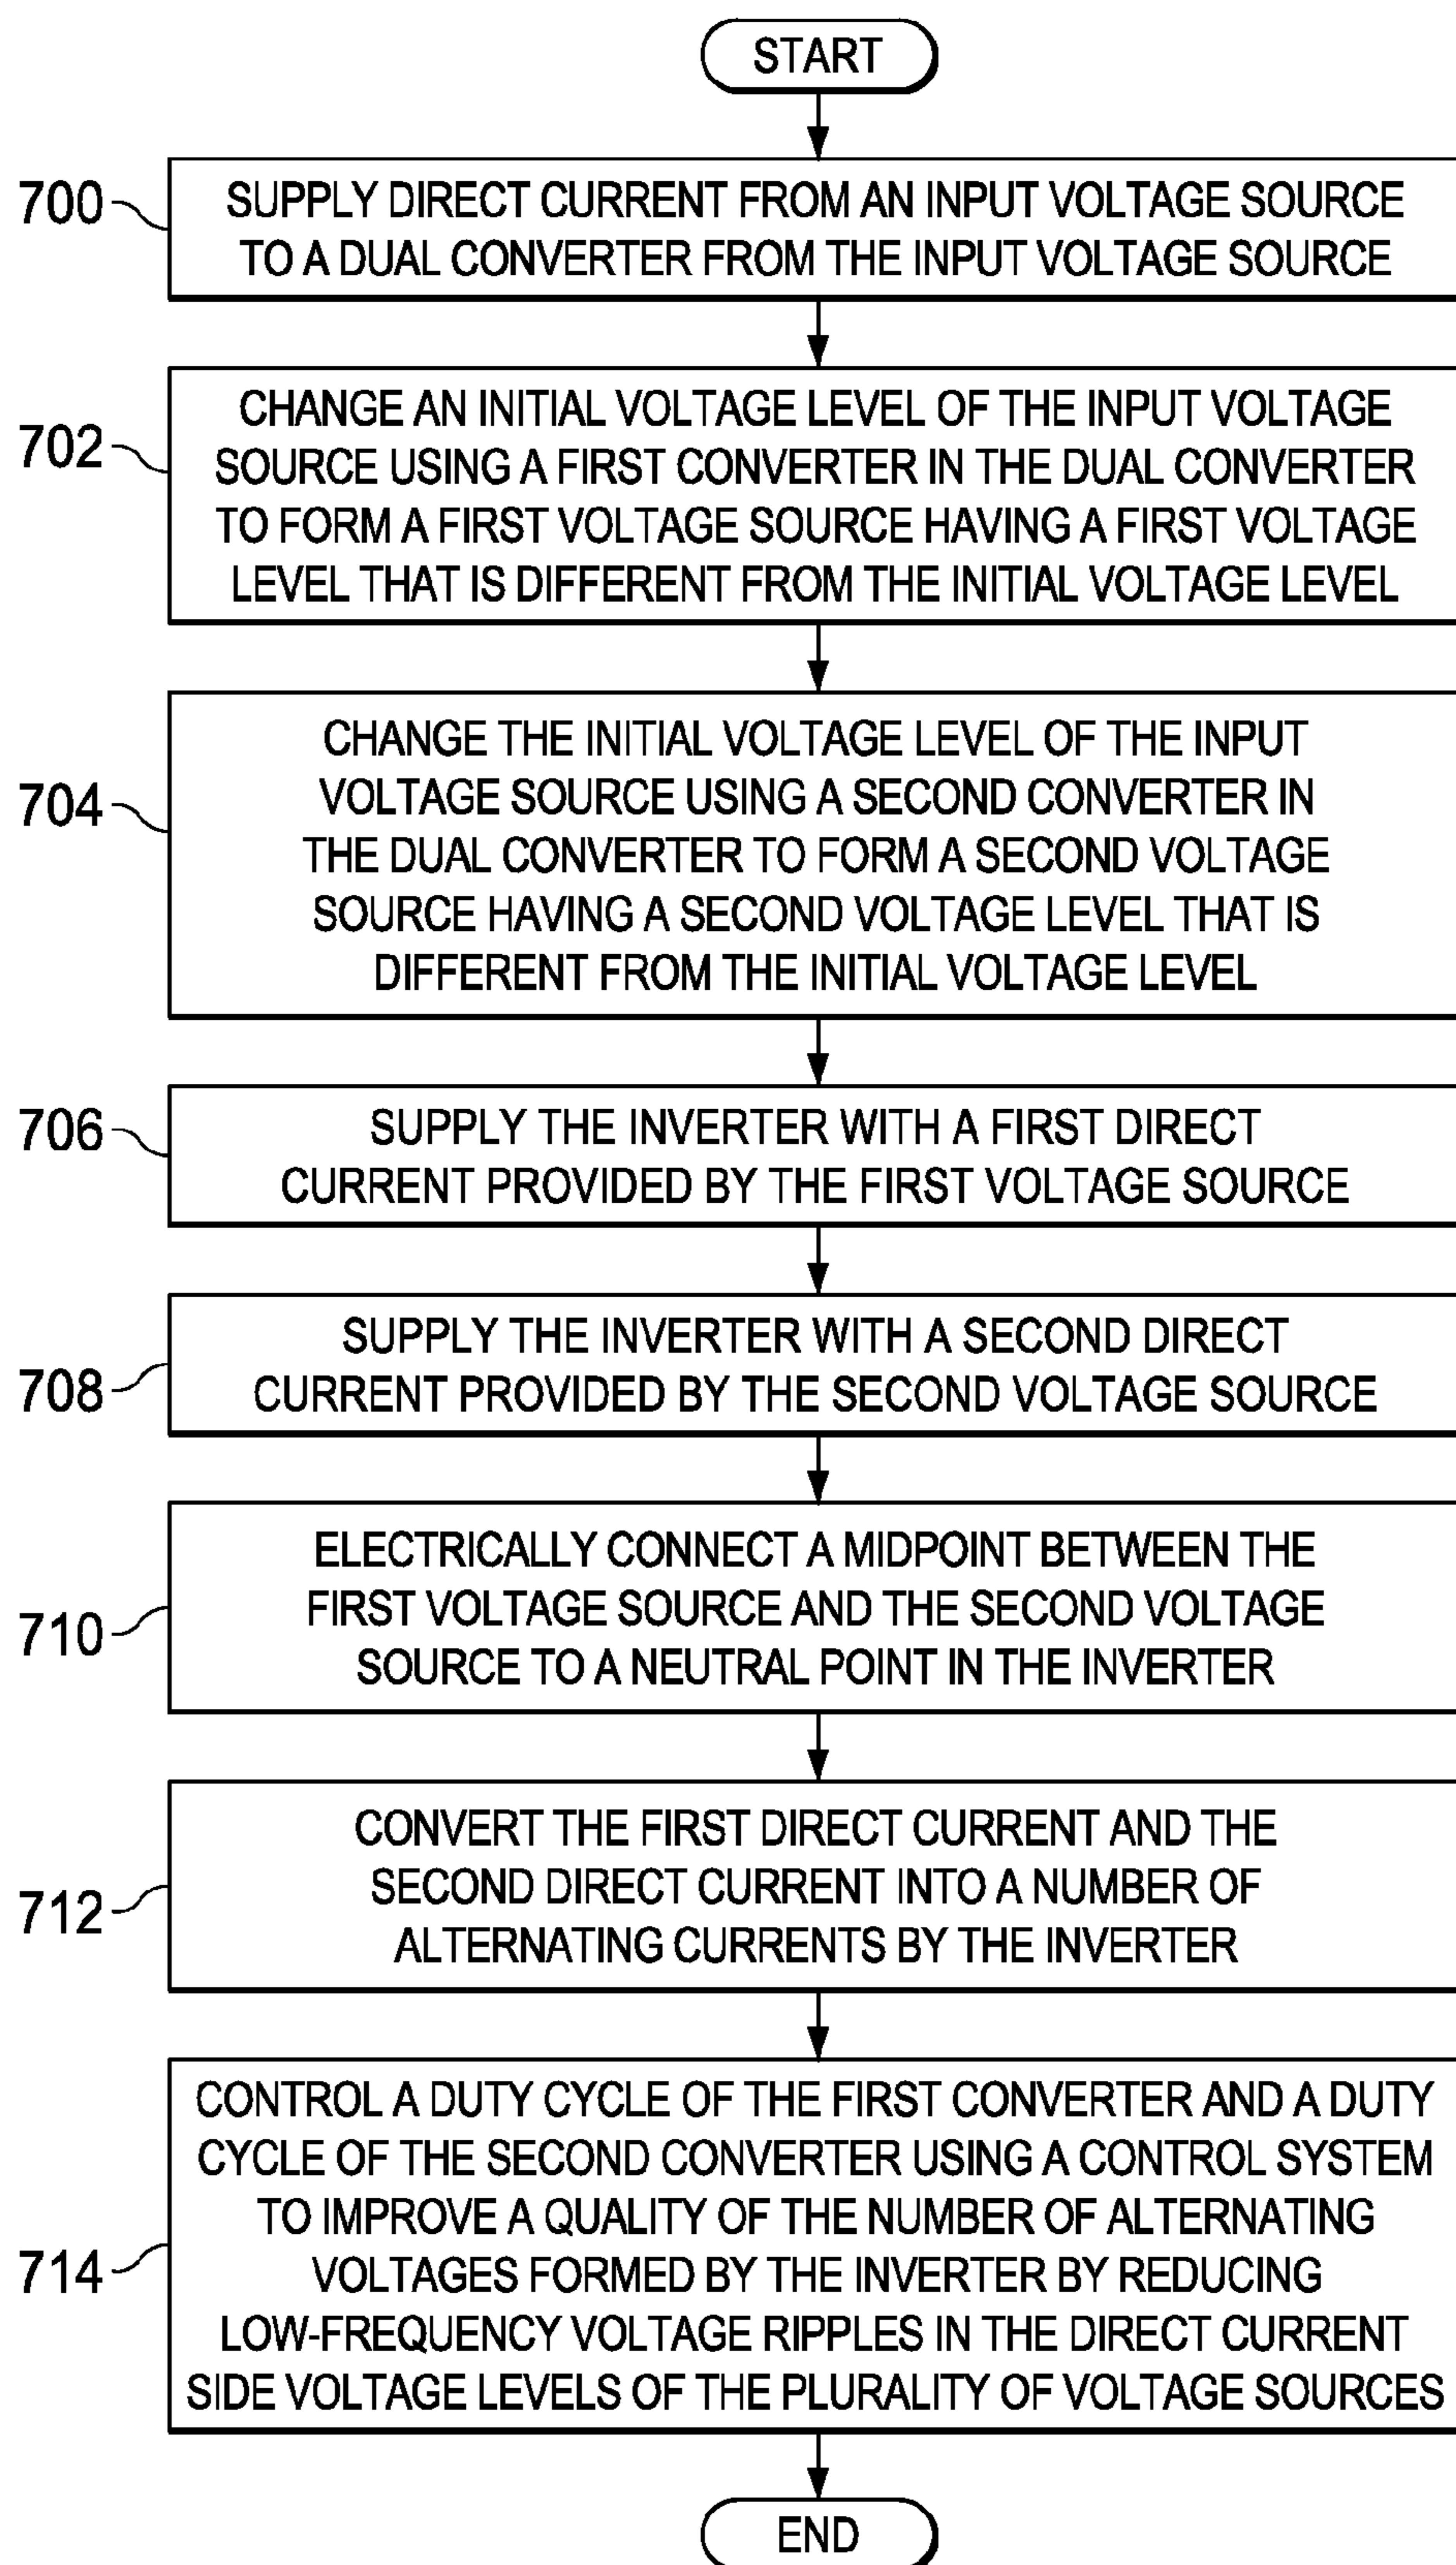 START
700
SUPPLY DIRECT CURRENT FROM AN INPUT VOLTAGE SOURCE
TO A DUAL CONVERTER FROM THE INPUT VOLTAGE SOURCE
702
CHANGE AN INITIAL VOLTAGE LEVEL OF THE INPUT VOLTAGE
SOURCE USING A FIRST CONVERTER IN THE DUAL CONVERTER
TO FORM A FIRST VOLTAGE SOURCE HAVING A FIRST VOLTAGE
LEVEL THAT IS DIFFERENT FROM THE INITIAL VOLTAGE LEVEL
704
CHANGE THE INITIAL VOLTAGE LEVEL OF THE INPUT
VOLTAGE SOURCE USING A SECOND CONVERTER IN
THE DUAL CONVERTER TO FORM A SECOND VOLTAGE
SOURCE HAVING A SECOND VOLTAGE LEVEL THAT IS
DIFFERENT FROM THE INITIAL VOLTAGE LEVEL
706
SUPPLY THE INVERTER WITH A FIRST DIRECT
CURRENT PROVIDED BY THE FIRST VOLTAGE SOURCE
708
SUPPLY THE INVERTER WITH A SECOND DIRECT
CURRENT PROVIDED BY THE SECOND VOLTAGE SOURCE
710
ELECTRICALLY CONNECT A MIDPOINT BETWEEN THE
FIRST VOLTAGE SOURCE AND THE SECOND VOLTAGE
SOURCE TO A NEUTRAL POINT IN THE INVERTER
712
CONVERT THE FIRST DIRECT CURRENT AND THE
SECOND DIRECT CURRENT INTO A NUMBER OF
ALTERNATING CURRENTS BY THE INVERTER
714
CONTROL A DUTY CYCLE OF THE FIRST CONVERTER AND A DUTY
CYCLE OF THE SECOND CONVERTER USING A CONTROL SYSTEM
TO IMPROVE A QUALITY OF THE NUMBER OF ALTERNATING
VOLTAGES FORMED BY THE INVERTER BY REDUCING
LOW-FREQUENCY VOLTAGE RIPPLES IN THE DIRECT CURRENT
SIDE VOLTAGE LEVELS OF THE PLURALITY OF VOLTAGE SOURCES
END